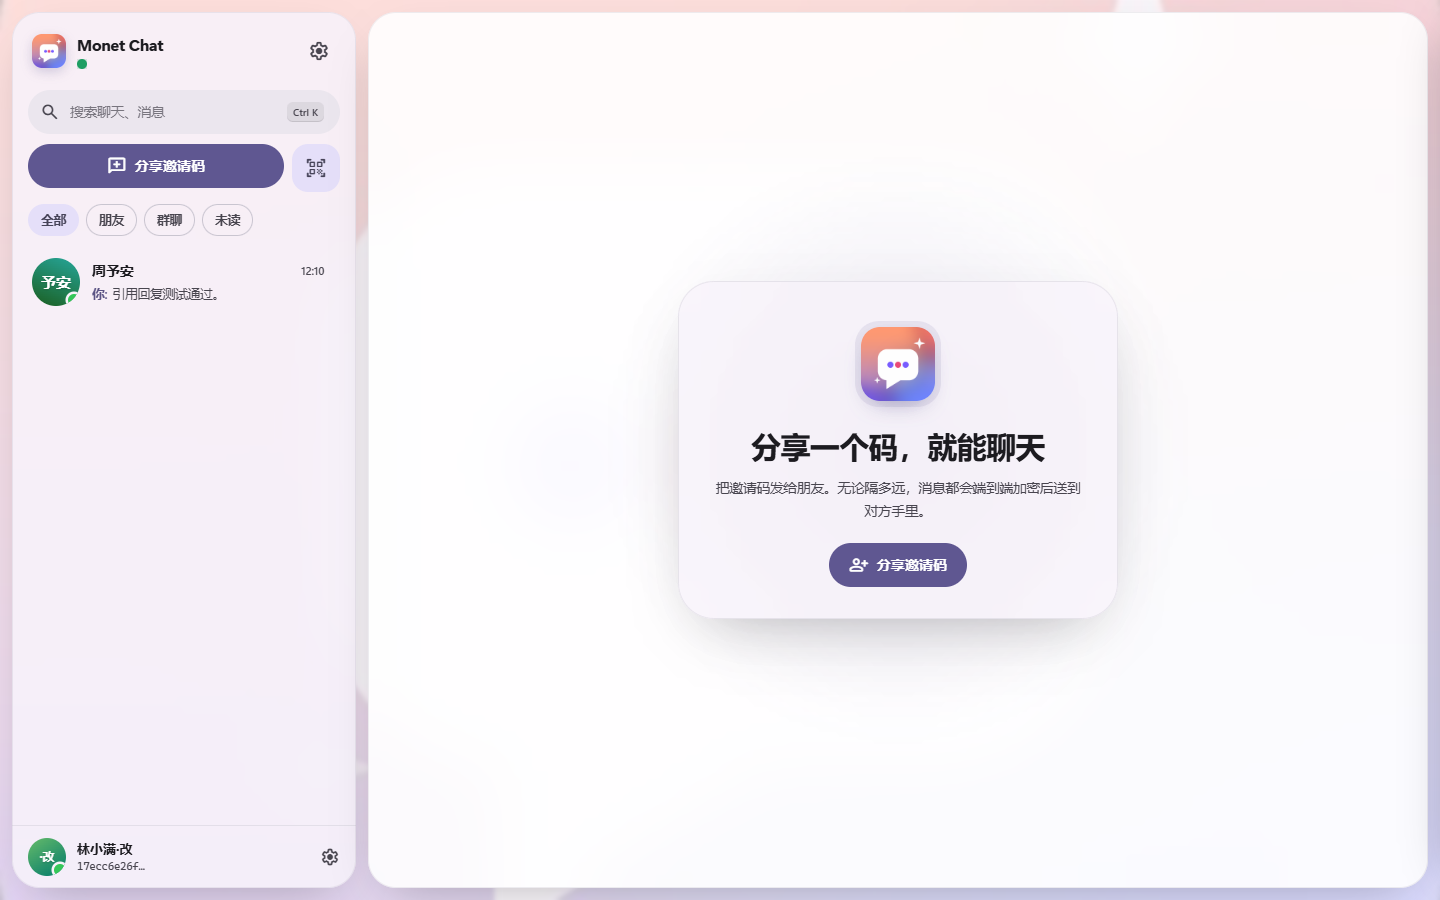 Monet Chat
搜索聊天、消息
Ctrl K
分享邀请码
全部
朋友
群聊
未读
予安
周予安
12:10
你: 引用回复测试通过。
分享一个码，就能聊天
把邀请码发给朋友。无论隔多远，消息都会端到端加密后送到
对方手里。
分享邀请码
·改
林小满·改
17ecc6e26f…